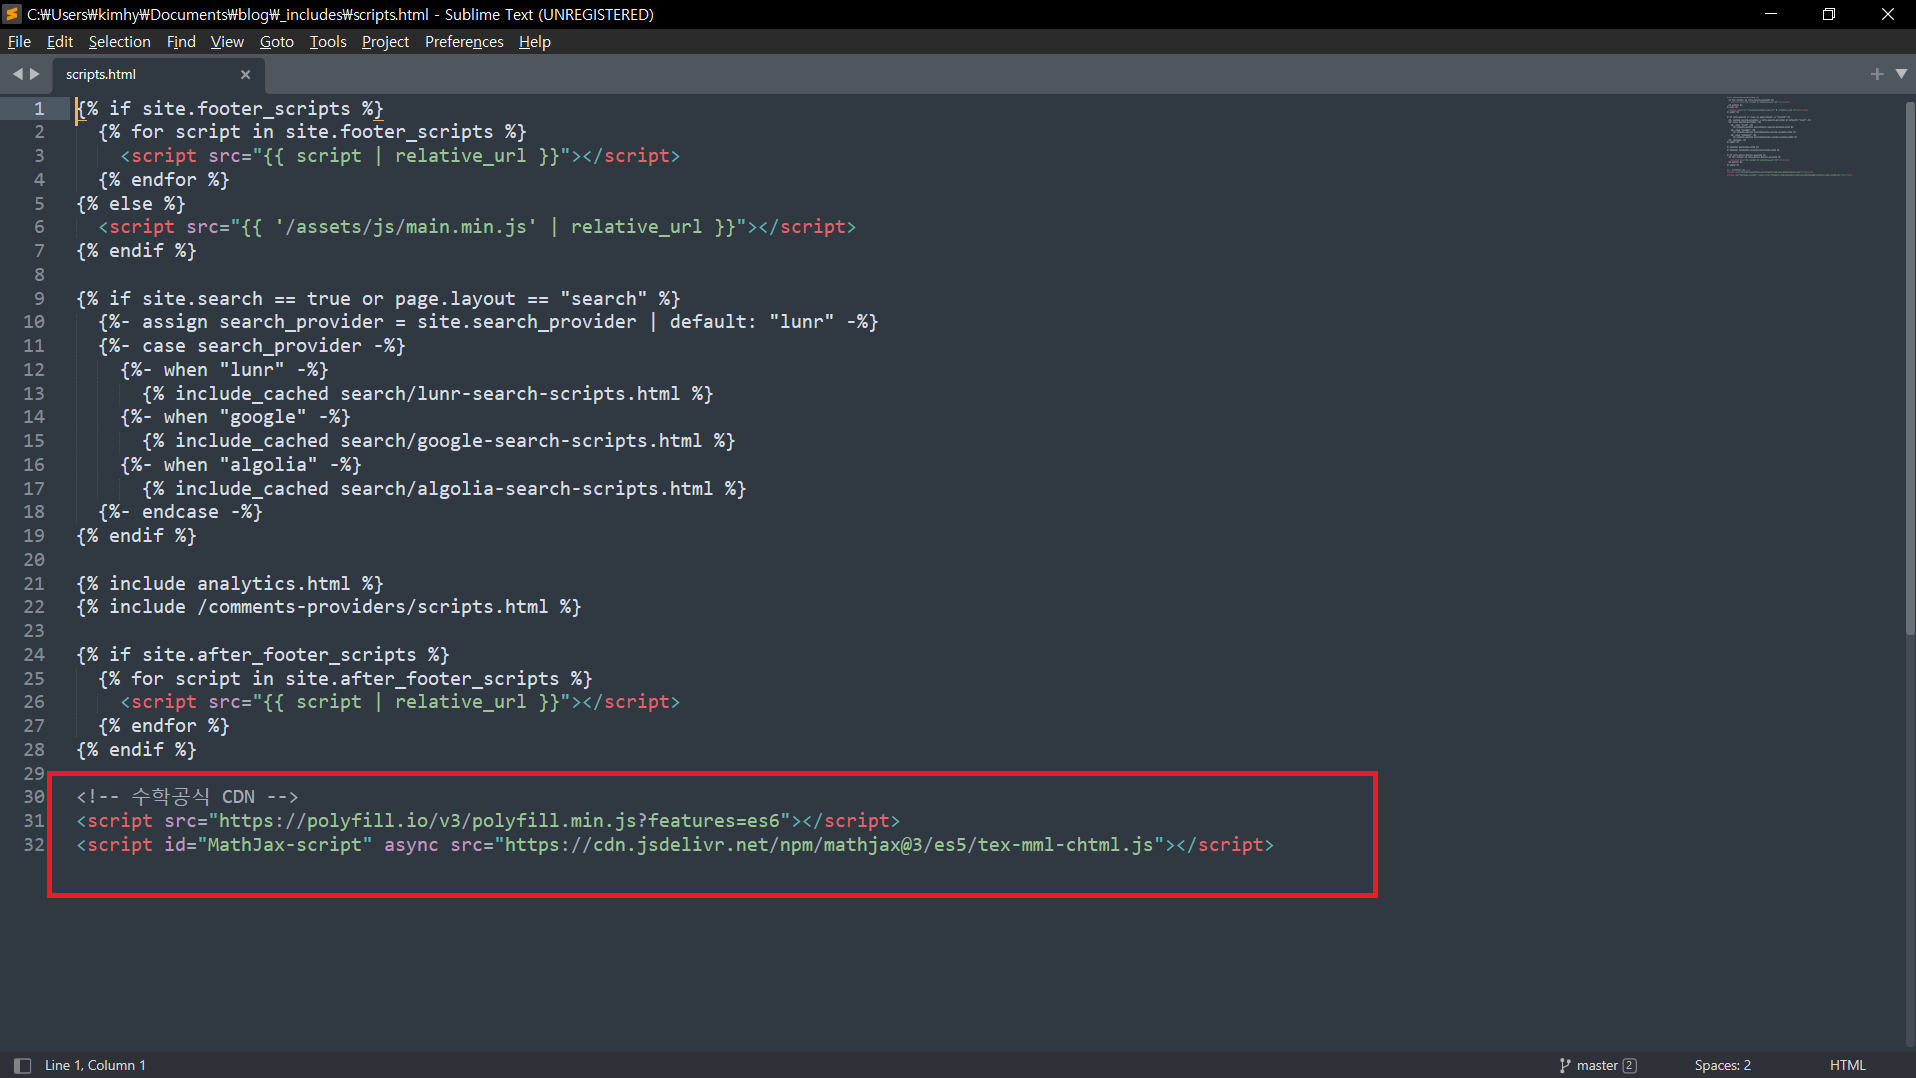 C:₩Users₩kimhy₩Documents₩blog₩_includes₩scripts.html - Sublime Text (UNREGISTERED)
File Edit Selection Find View Goto Tools Project Preferences Help
scripts.html
1 {% if site.footer_scripts %}
2 {% for script in site.footer_scripts %}
3 <script src="{{ script | relative_url }}"></script>
4 {% endfor %}
5 {% else %}
6 <script src="{{ '/assets/js/main.min.js' | relative_url }}"></script>
7 {% endif %}
8
9 {% if site.search == true or page.layout == "search" %}
10 {%- assign search_provider = site.search_provider | default: "lunr" -%}
11 {%- case search_provider -%}
12 {%- when "lunr" -%}
13 {% include_cached search/lunr-search-scripts.html %}
14 {%- when "google" -%}
15 {% include_cached search/google-search-scripts.html %}
16 {%- when "algolia" -%}
17 {% include_cached search/algolia-search-scripts.html %}
18 {%- endcase -%}
19 {% endif %}
20
21 {% include analytics.html %}
22 {% include /comments-providers/scripts.html %}
23
24 {% if site.after_footer_scripts %}
25 {% for script in site.after_footer_scripts %}
26 <script src="{{ script | relative_url }}"></script>
27 {% endfor %}
28 {% endif %}
29
30 <!-- 수학공식 CDN -->
31 <script src="https://polyfill.io/v3/polyfill.min.js?features=es6"></script>
32 <script id="MathJax-script" async src="https://cdn.jsdelivr.net/npm/mathjax@3/es5/tex-mml-chtml.js"></script>
Line 1, Column 1 master 2 Spaces: 2 HTML